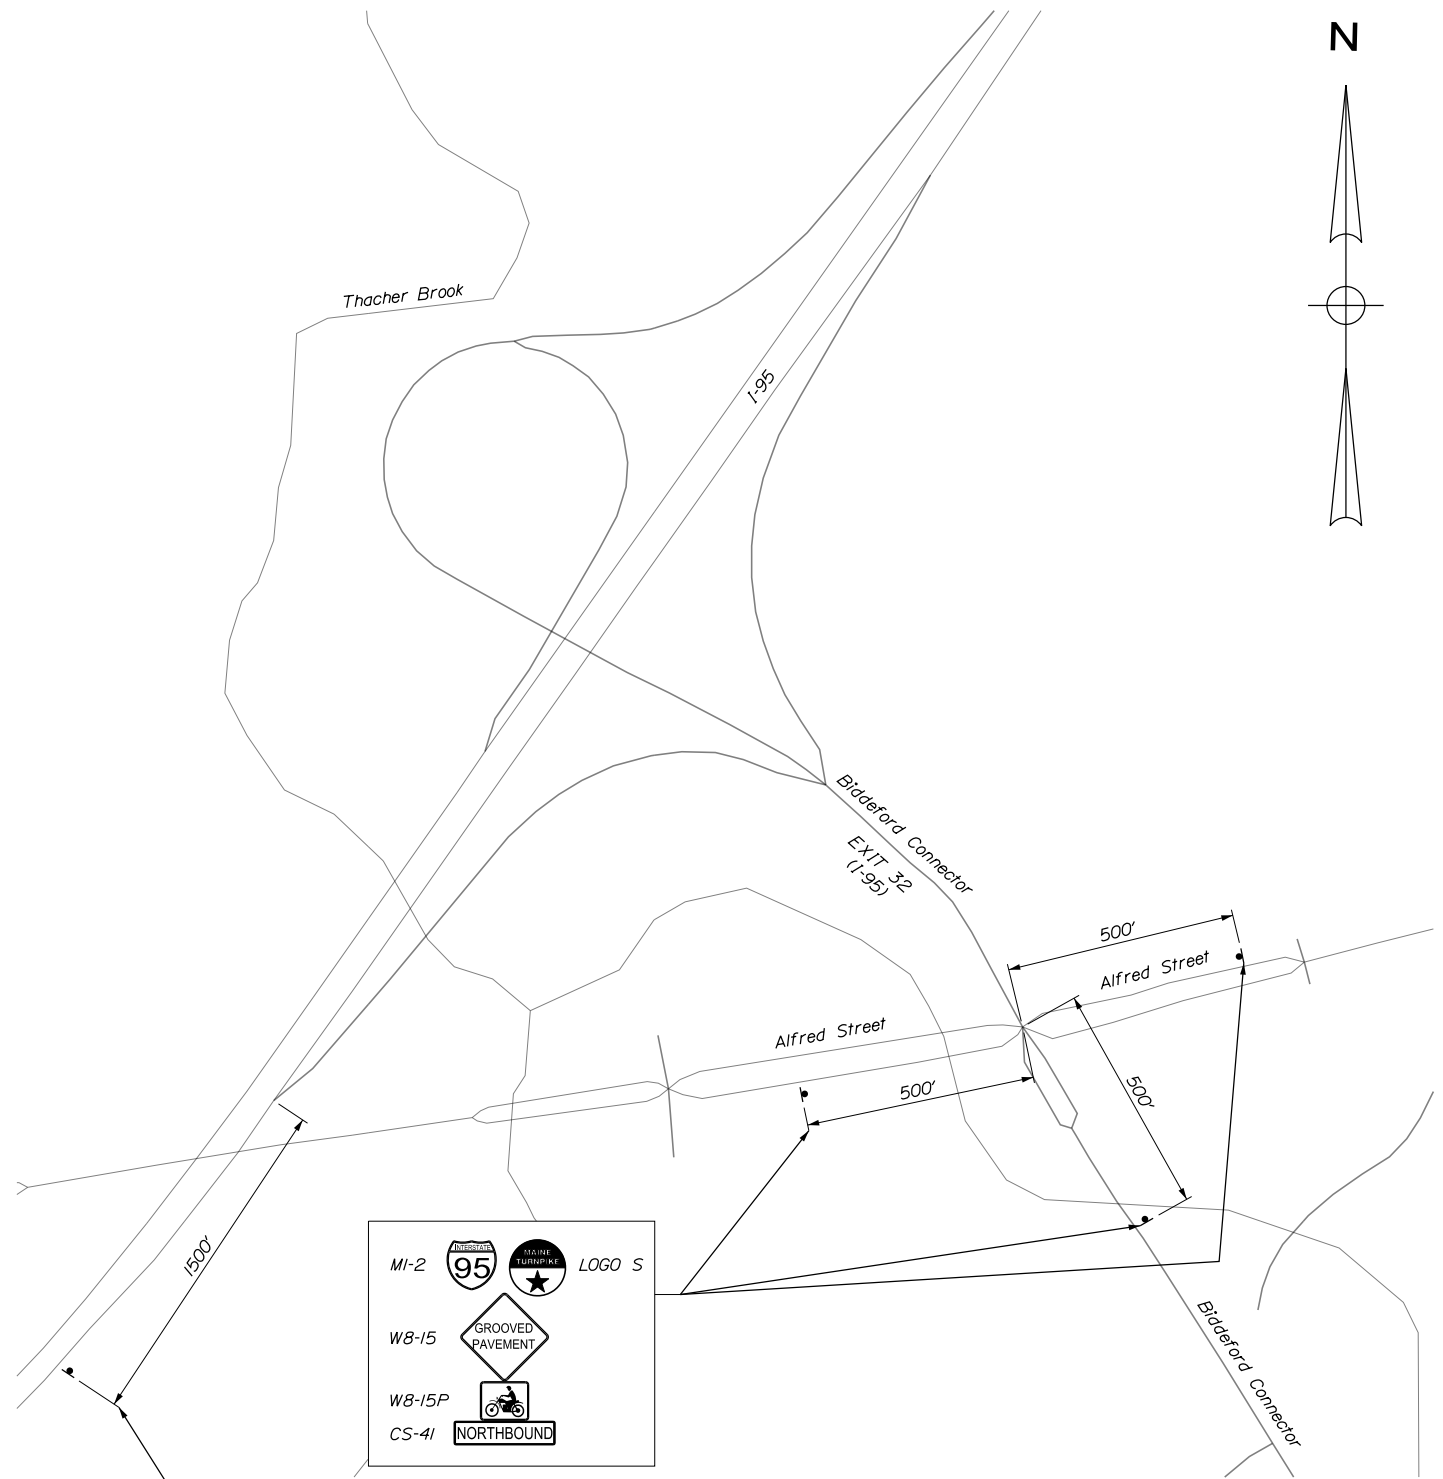 N
Thacher Brook
I-95
Biddeford Connector
EXIT 32
(I-95)
500'
Alfred Street
Alfred Street
500'
500'
1500'
M1-2
INTERSTATE
95
MAINE
TURNPIKE
LOGO S
W8-15
GROOVED
PAVEMENT
W8-15P
CS-41
NORTHBOUND
Biddeford Connector